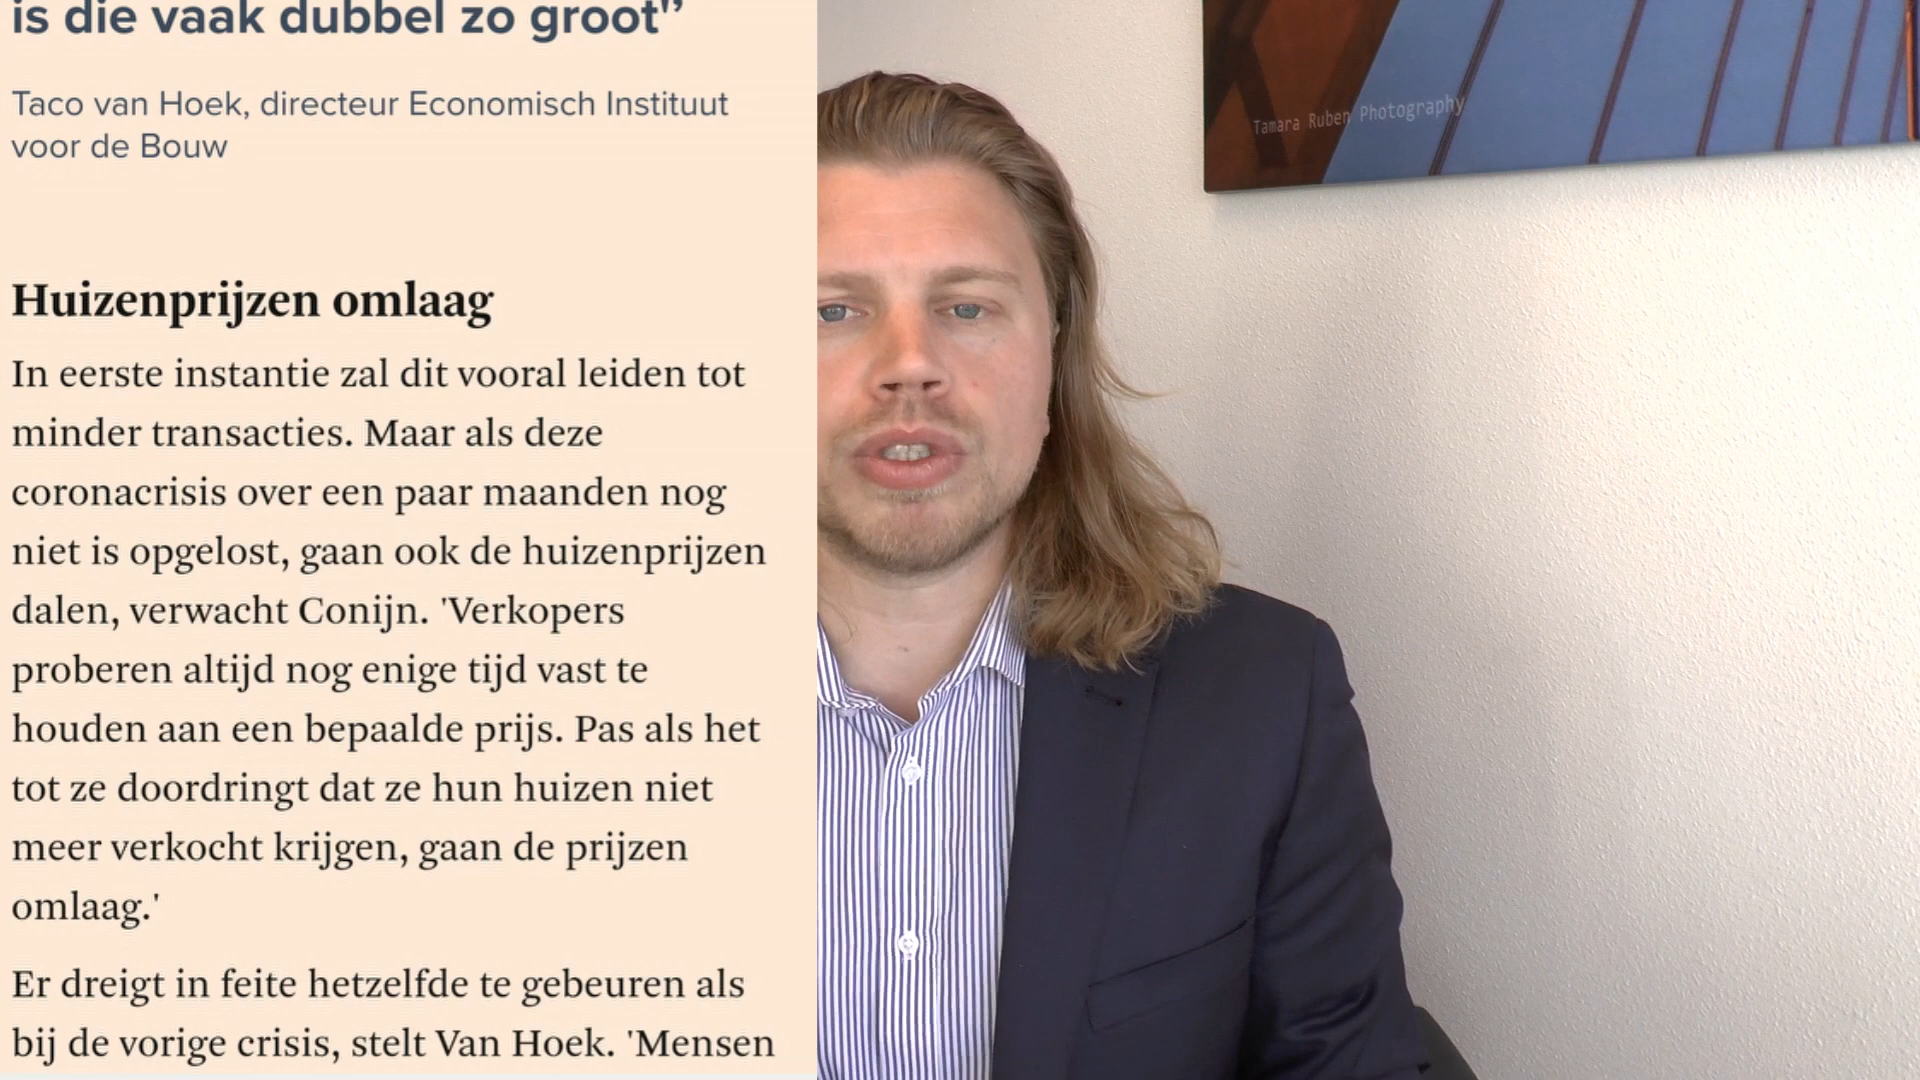 is die vaak dubbel zo groot"
Taco van Hoek, directeur Economisch Instituut
voor de Bouw
Huizenprijzen omlaag
In eerste instantie zal dit vooral leiden tot
minder transacties. Maar als deze
coronacrisis over een paar maanden nog
niet is opgelost, gaan ook de huizenprijzen
dalen, verwacht Conijn. 'Verkopers
proberen altijd nog enige tijd vast te
houden aan een bepaalde prijs. Pas als het
tot ze doordringt dat ze hun huizen niet
meer verkocht krijgen, gaan de prijzen
omlaag.'
Er dreigt in feite hetzelfde te gebeuren als
bij de vorige crisis, stelt Van Hoek. 'Mensen
Tamara Ruben Photography